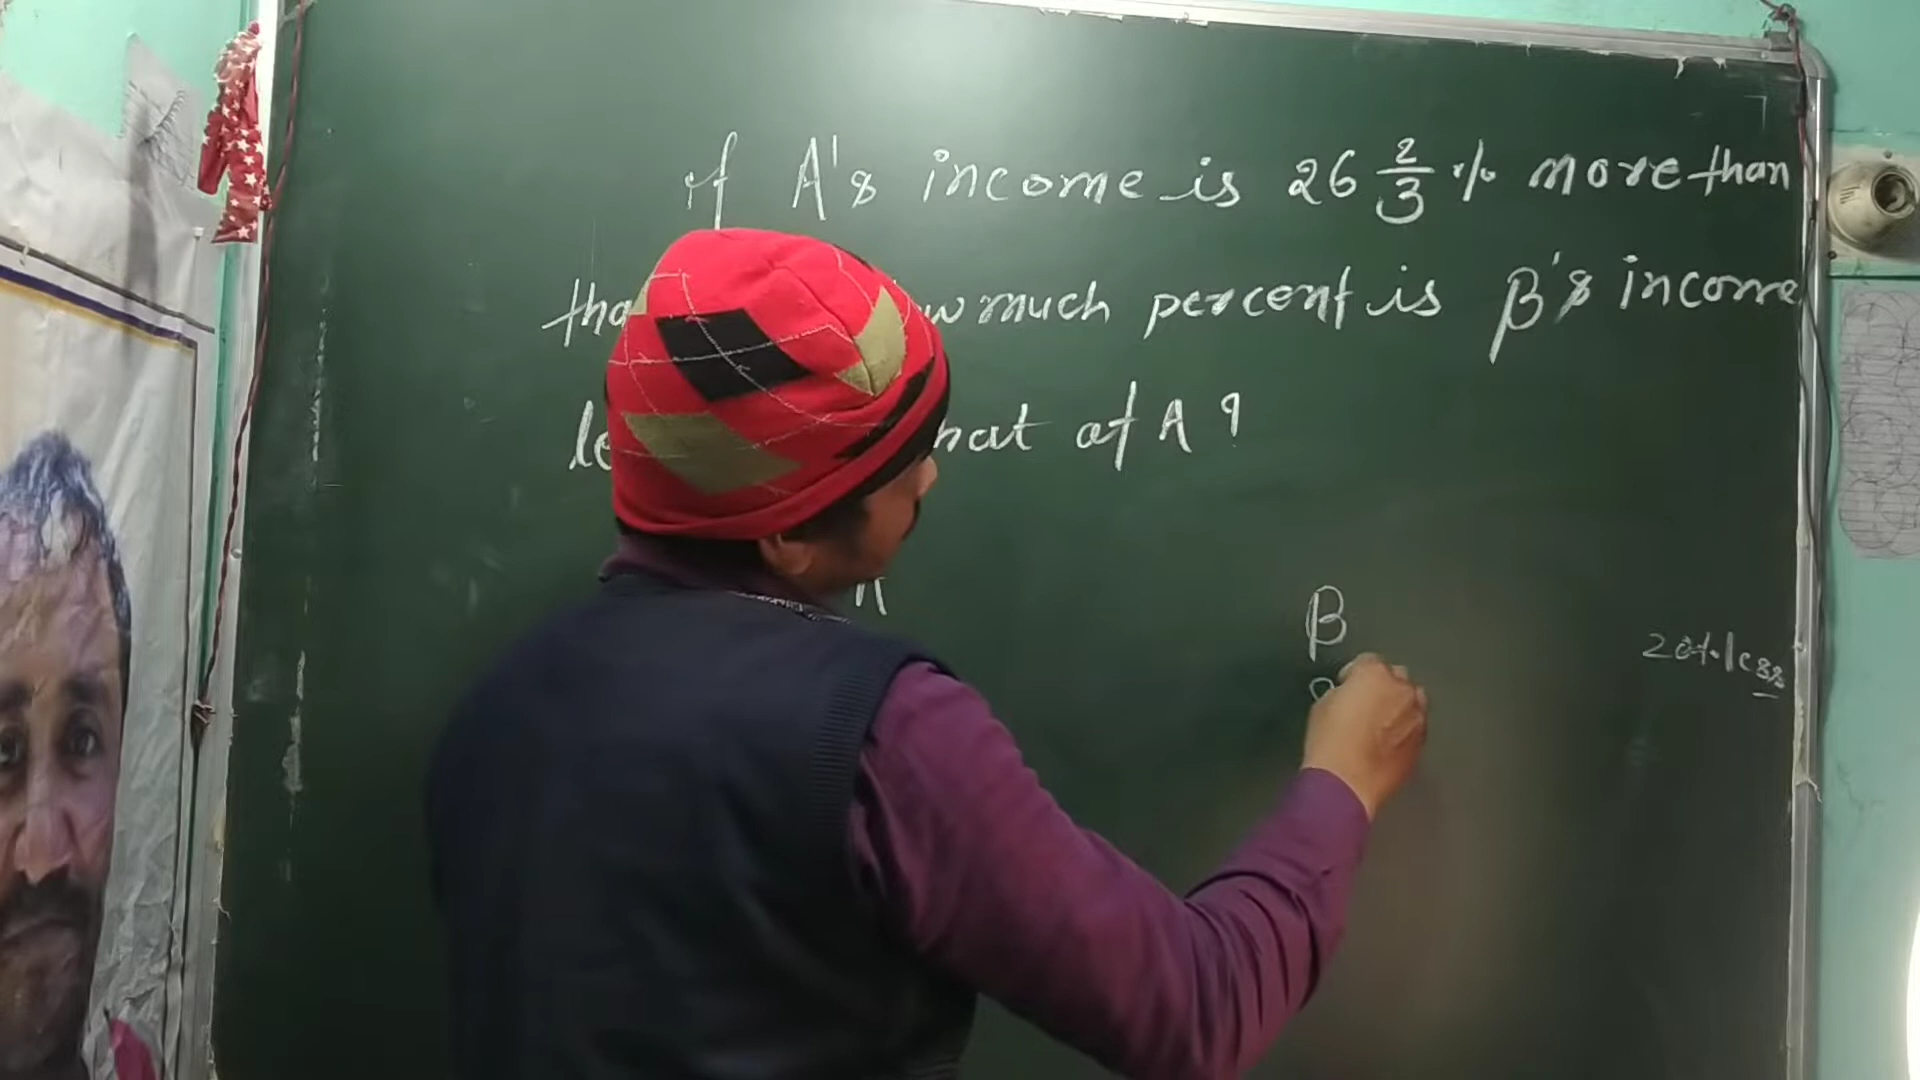 if A's income is 26 2/3 % more than
tha w much percent is B's income
le hat of A ?
A B
20% less